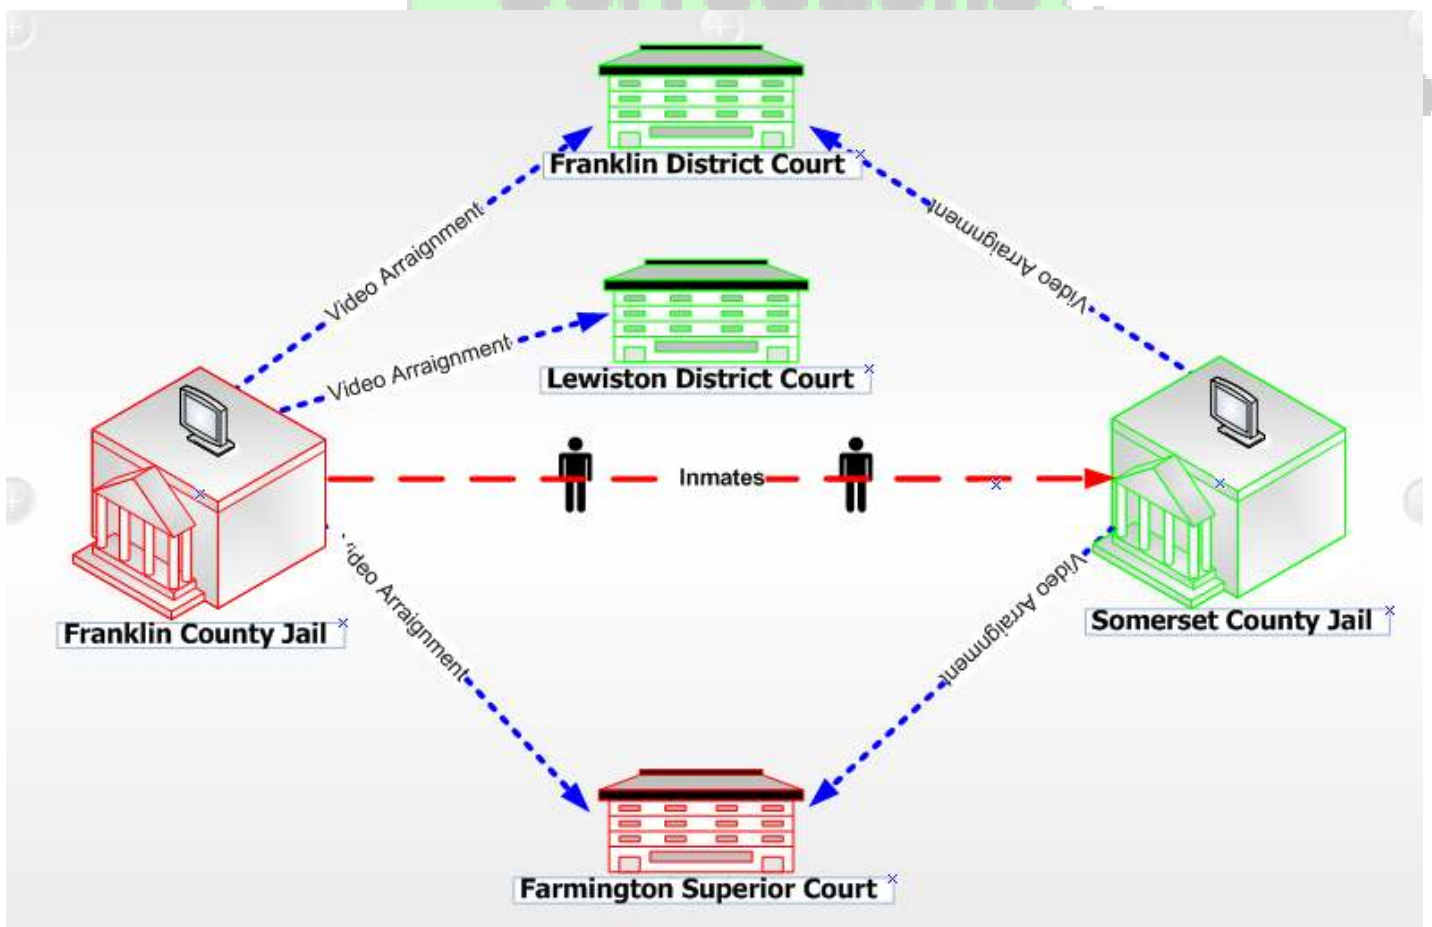 Franklin District Court
Video Arraignment
Video Arraignment
Video Arraignment
Lewiston District Court
Inmates
Franklin County Jail
Somerset County Jail
Video Arraignment
Video Arraignment
Farmington Superior Court